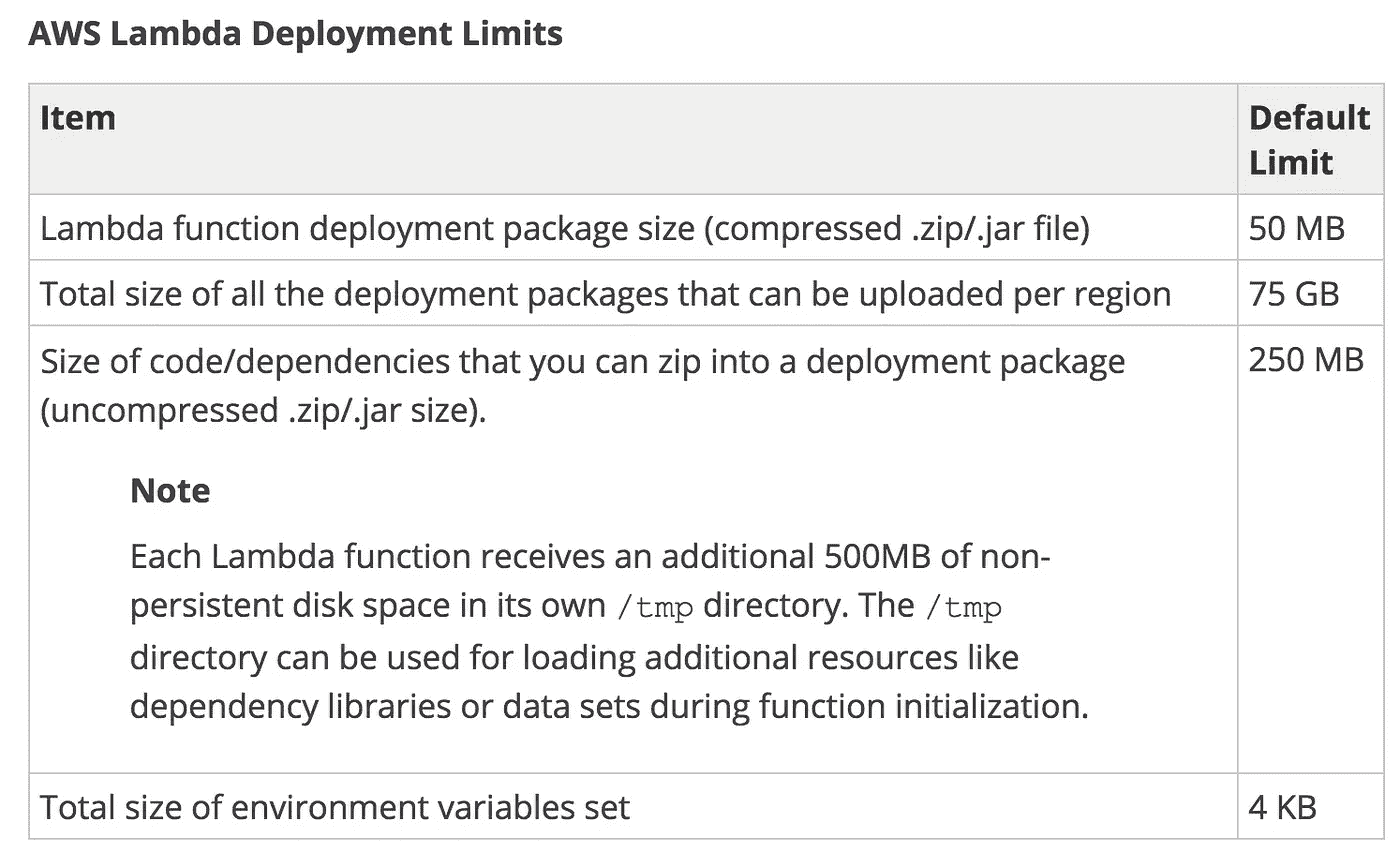 AWS Lambda Deployment Limits
Item
Default
Limit
Lambda function deployment package size (compressed .zip/.jar file)
50 MB
Total size of all the deployment packages that can be uploaded per region
75 GB
Size of code/dependencies that you can zip into a deployment package
(uncompressed .zip/.jar size).
250 MB
Note
Each Lambda function receives an additional 500MB of non-
persistent disk space in its own /tmp directory. The /tmp
directory can be used for loading additional resources like
dependency libraries or data sets during function initialization.
Total size of environment variables set
4 KB